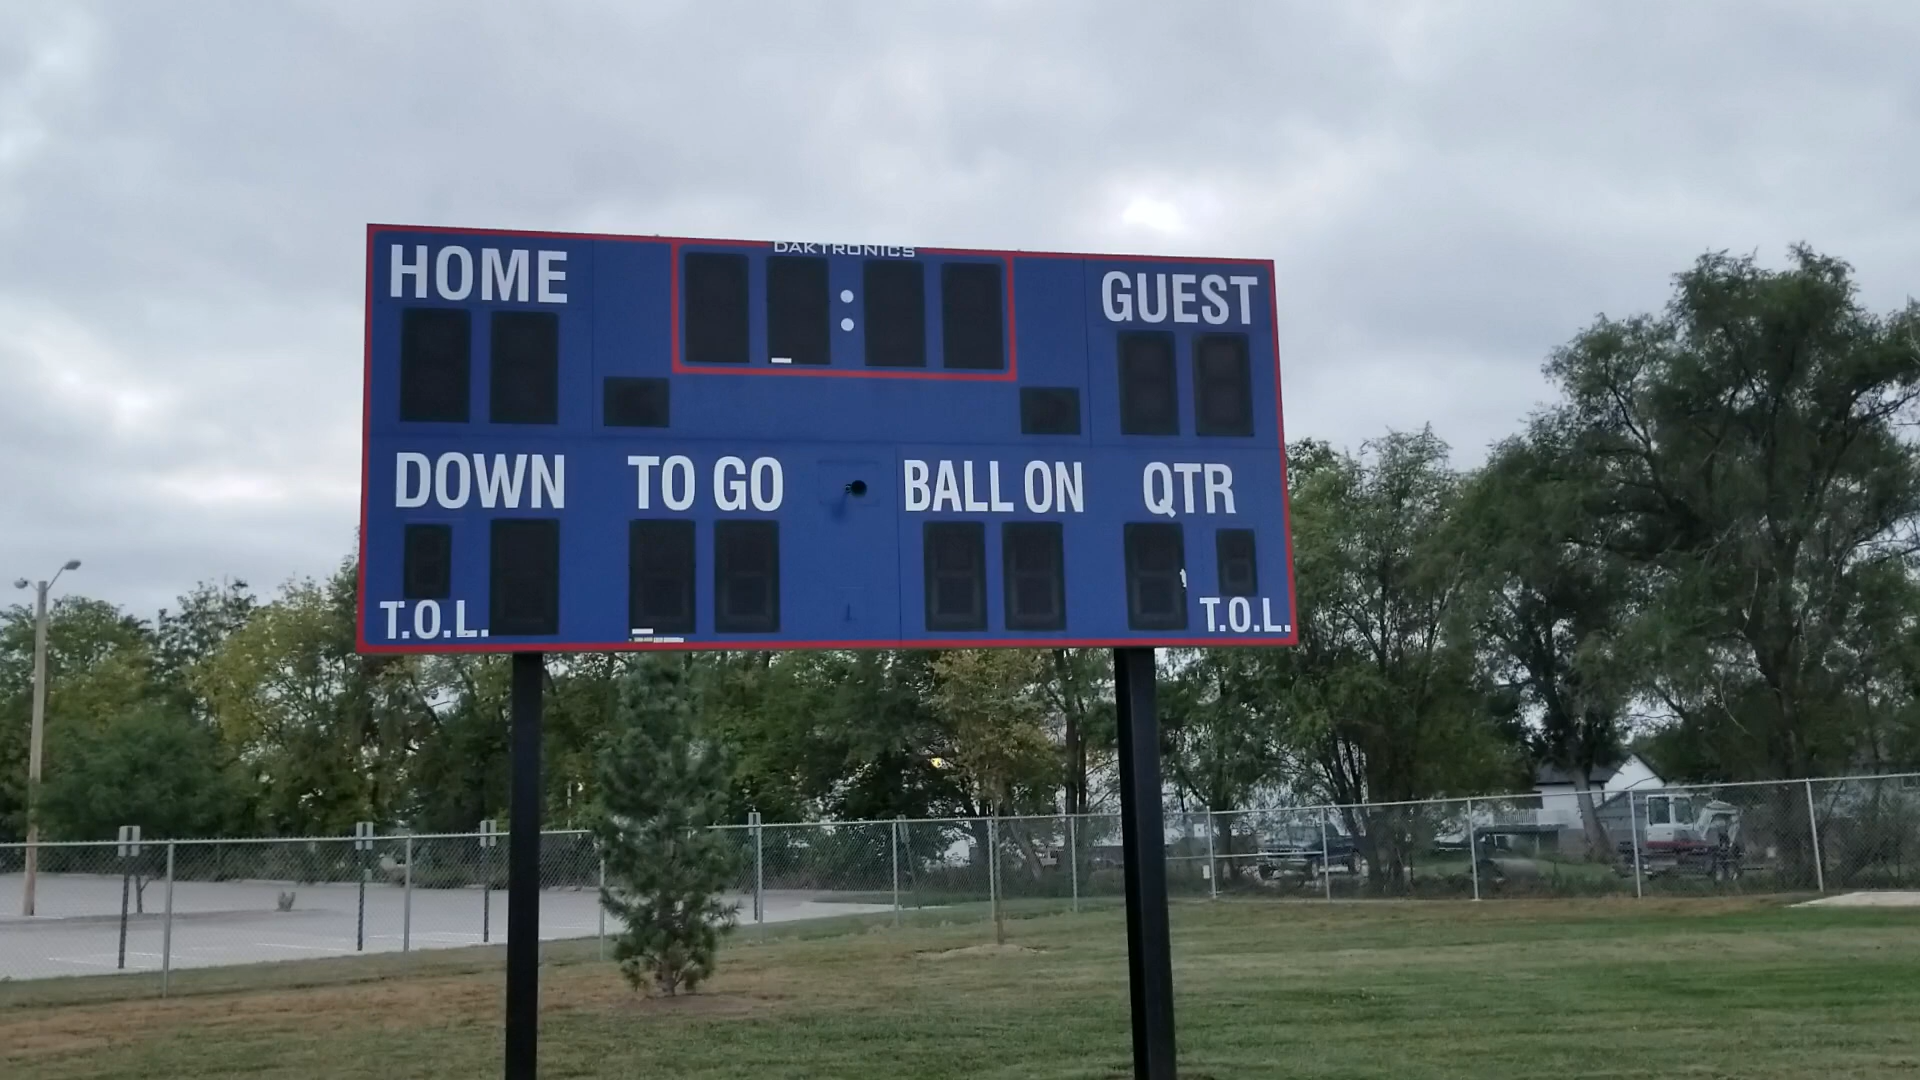 DAKTRONICS
HOME
:
GUEST
DOWN
TO GO
BALL ON
QTR
T.O.L.
T.O.L.